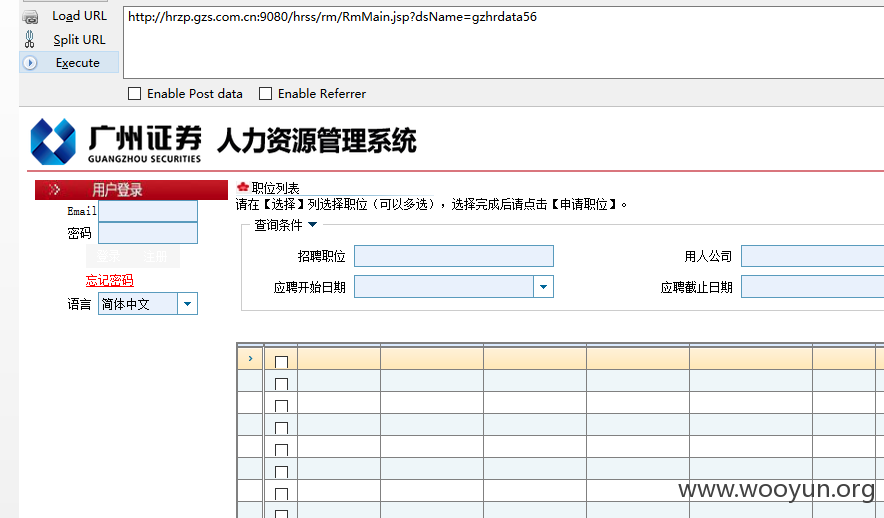 Load URL
http://hrzp.gzs.com.cn:9080/hrss/rm/RmMain.jsp?dsName=gzhrdata56
Split URL
Execute
Enable Post data
Enable Referrer
广州证券
GUANGZHOU SECURITIES
人力资源管理系统
用户登录
Email
密码
登录 注册
忘记密码
语言
简体中文
职位列表
请在【选择】列选择职位（可以多选），选择完成后请点击【申请职位】。
查询条件
招聘职位
用人公司
应聘开始日期
应聘截止日期
www.wooyun.org